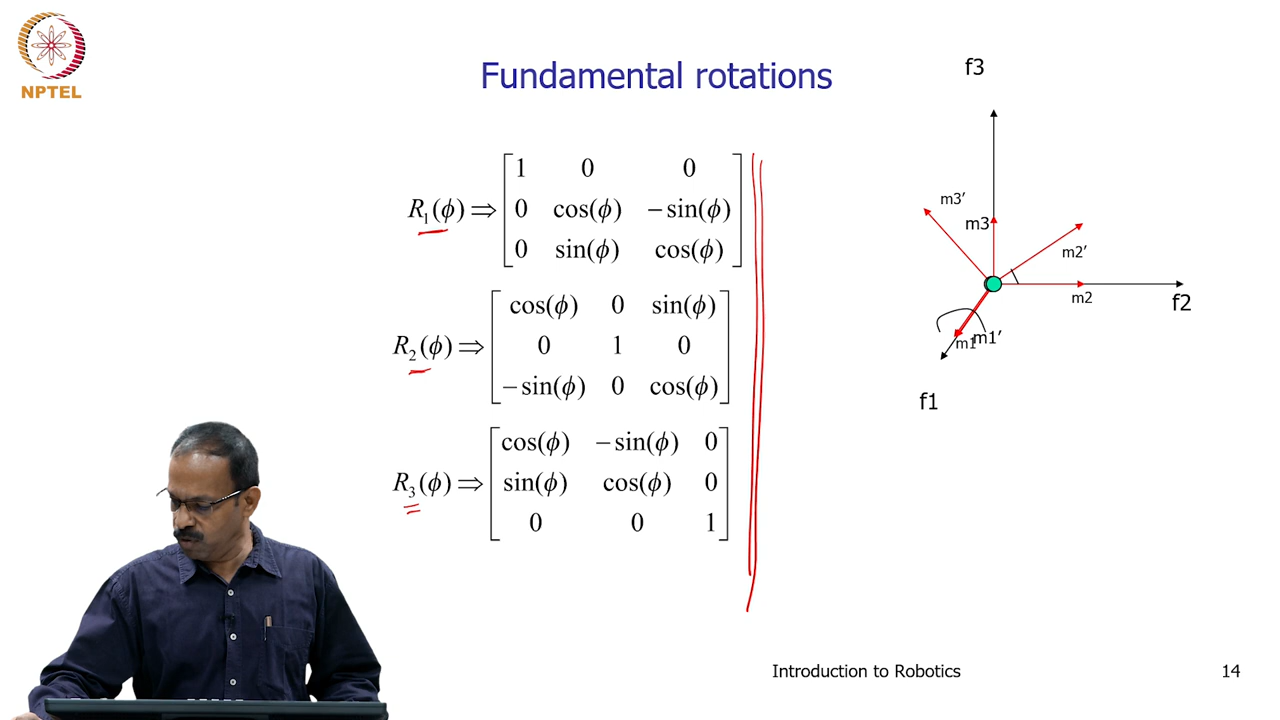 NPTEL
Fundamental rotations
R₁(ϕ) ⇒ [1 0 0
0 cos(ϕ) −sin(ϕ)
0 sin(ϕ) cos(ϕ)]
R₂(ϕ) ⇒ [cos(ϕ) 0 sin(ϕ)
0 1 0
−sin(ϕ) 0 cos(ϕ)]
R₃(ϕ) ⇒ [cos(ϕ) −sin(ϕ) 0
sin(ϕ) cos(ϕ) 0
0 0 1]
f3
m3′
m3
m2′
m2
f2
m1
m1′
f1
Introduction to Robotics
14